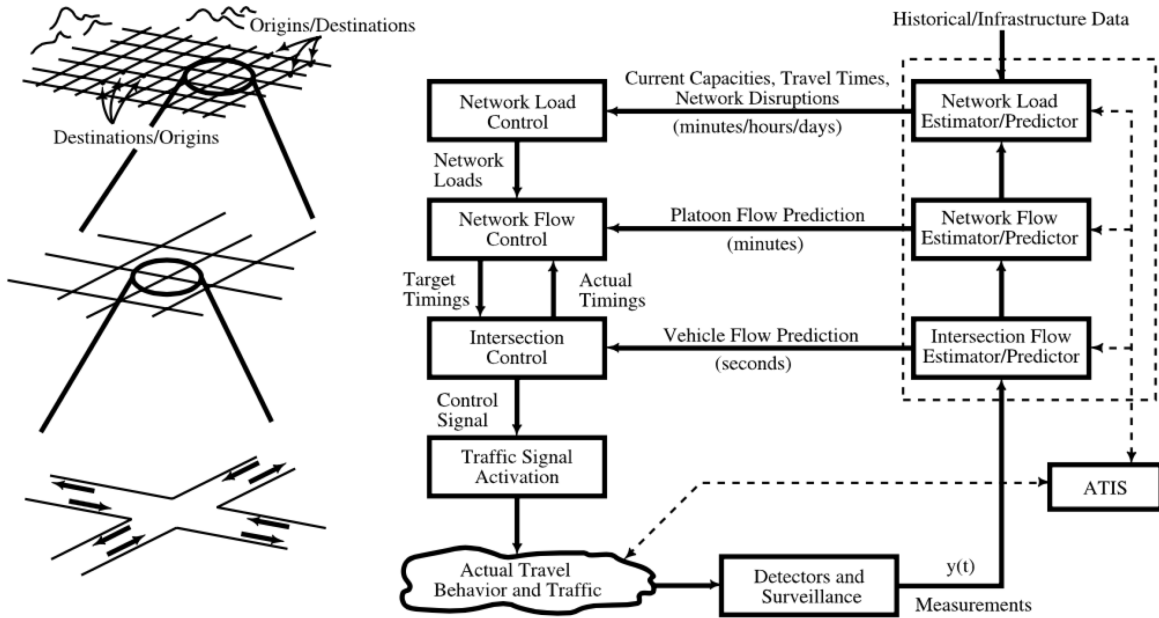 Origins/Destinations
Destinations/Origins
Historical/Infrastructure Data
Network Load
Control
Current Capacities, Travel Times,
Network Disruptions
(minutes/hours/days)
Network Load
Estimator/Predictor
Network
Loads
Network Flow
Control
Platoon Flow Prediction
(minutes)
Network Flow
Estimator/Predictor
Target
Timings
Actual
Timings
Intersection
Control
Vehicle Flow Prediction
(seconds)
Intersection Flow
Estimator/Predictor
Control
Signal
Traffic Signal
Activation
ATIS
Actual Travel
Behavior and Traffic
Detectors and
Surveillance
y(t)
Measurements